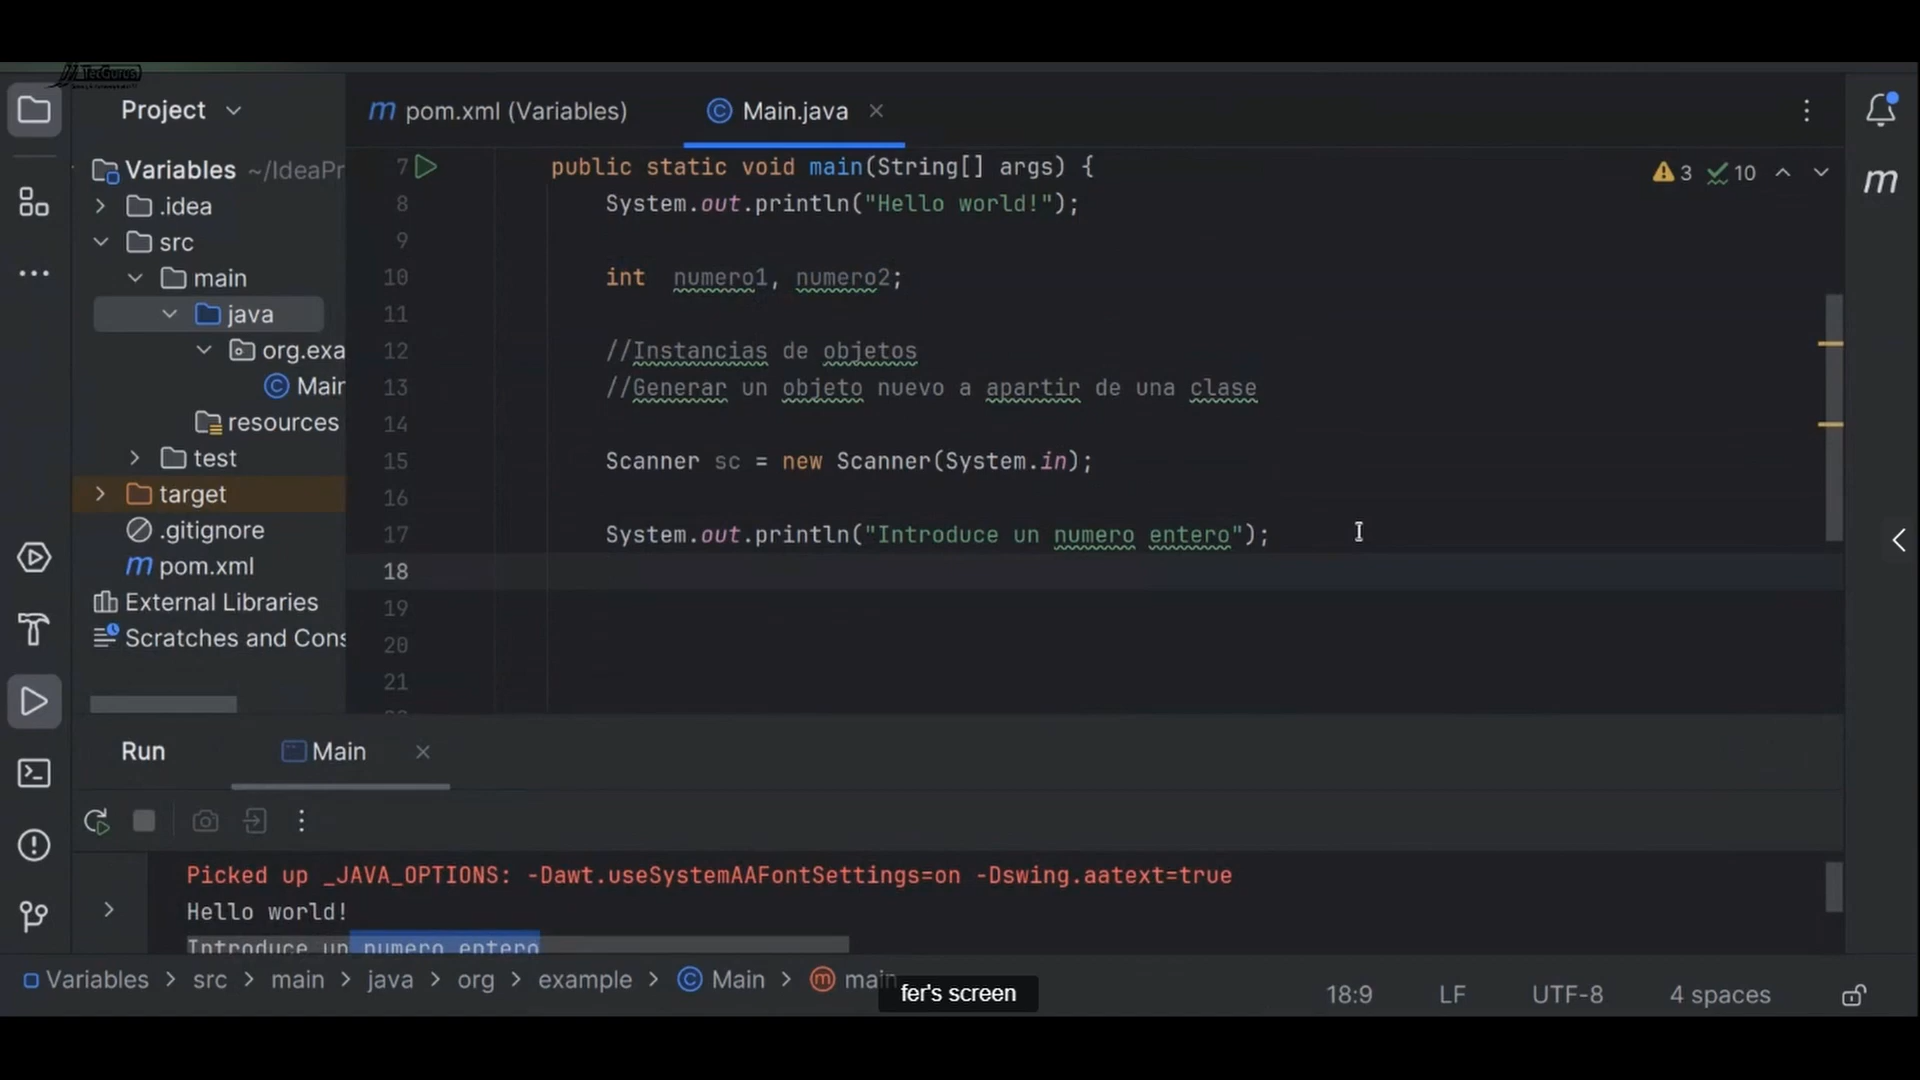 TecGurus
Project
pom.xml (Variables)
Main.java
Variables ~/IdeaPr
.idea
src
main
java
org.exa
Main
resources
test
target
.gitignore
pom.xml
External Libraries
Scratches and Cons
3
10
7 public static void main(String[] args) {
8 System.out.println("Hello world!");
9
10 int numero1, numero2;
11
12 //Instancias de objetos
13 //Generar un objeto nuevo a apartir de una clase
14
15 Scanner sc = new Scanner(System.in);
16
17 System.out.println("Introduce un numero entero");
18
19
20
21
m
Run
Main
Picked up _JAVA_OPTIONS: -Dawt.useSystemAAFontSettings=on -Dswing.aatext=true
Hello world!
Introduce un numero entero
Variables > src > main > java > org > example > Main > main
fer's screen
18:9 LF UTF-8 4 spaces